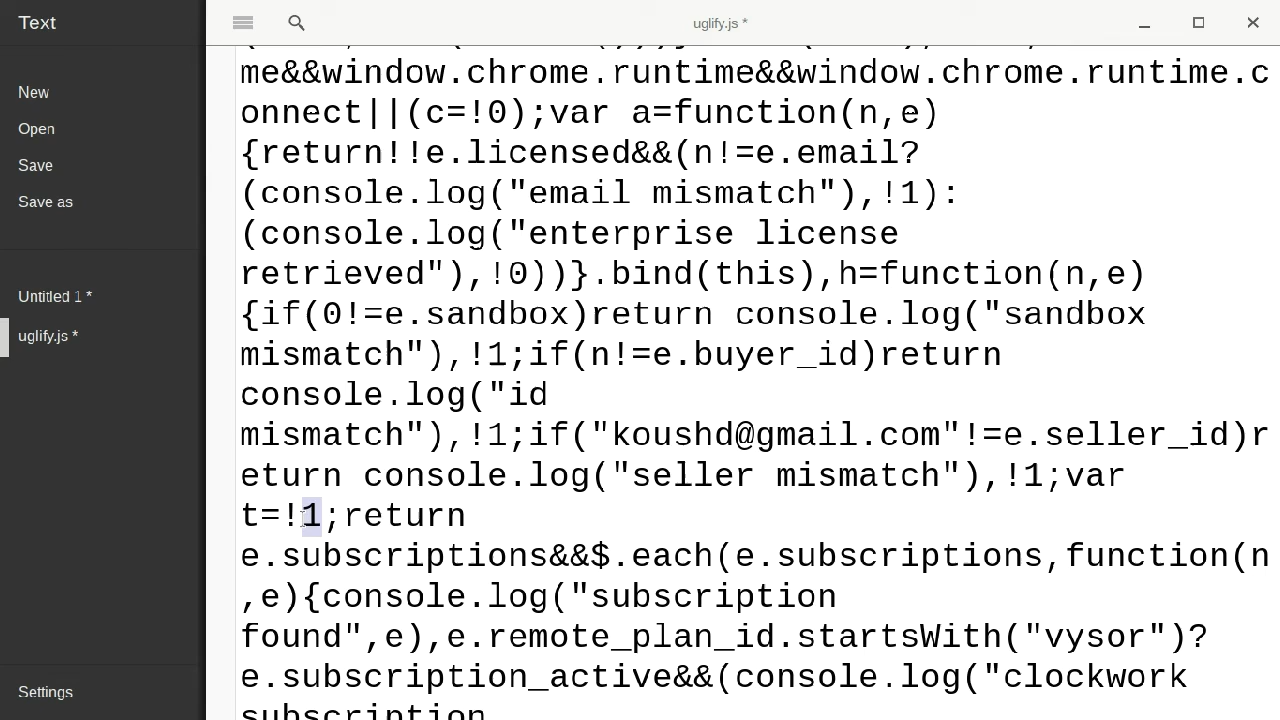 Text
uglify.js *
New
Open
Save
Save as
Untitled 1 *
uglify.js *
Settings
me&&window.chrome.runtime&&window.chrome.runtime.c
onnect||(c=!0);var a=function(n,e)
{return!!e.licensed&&(n!=e.email?
(console.log("email mismatch"),!1):
(console.log("enterprise license
retrieved"),!0))}.bind(this),h=function(n,e)
{if(0!=e.sandbox)return console.log("sandbox
mismatch"),!1;if(n!=e.buyer_id)return
console.log("id
mismatch"),!1;if("koushd@gmail.com"!=e.seller_id)r
eturn console.log("seller mismatch"),!1;var
t=!1;return
e.subscriptions&&$.each(e.subscriptions,function(n
,e){console.log("subscription
found",e),e.remote_plan_id.startsWith("vysor")?
e.subscription_active&&(console.log("clockwork
subscription